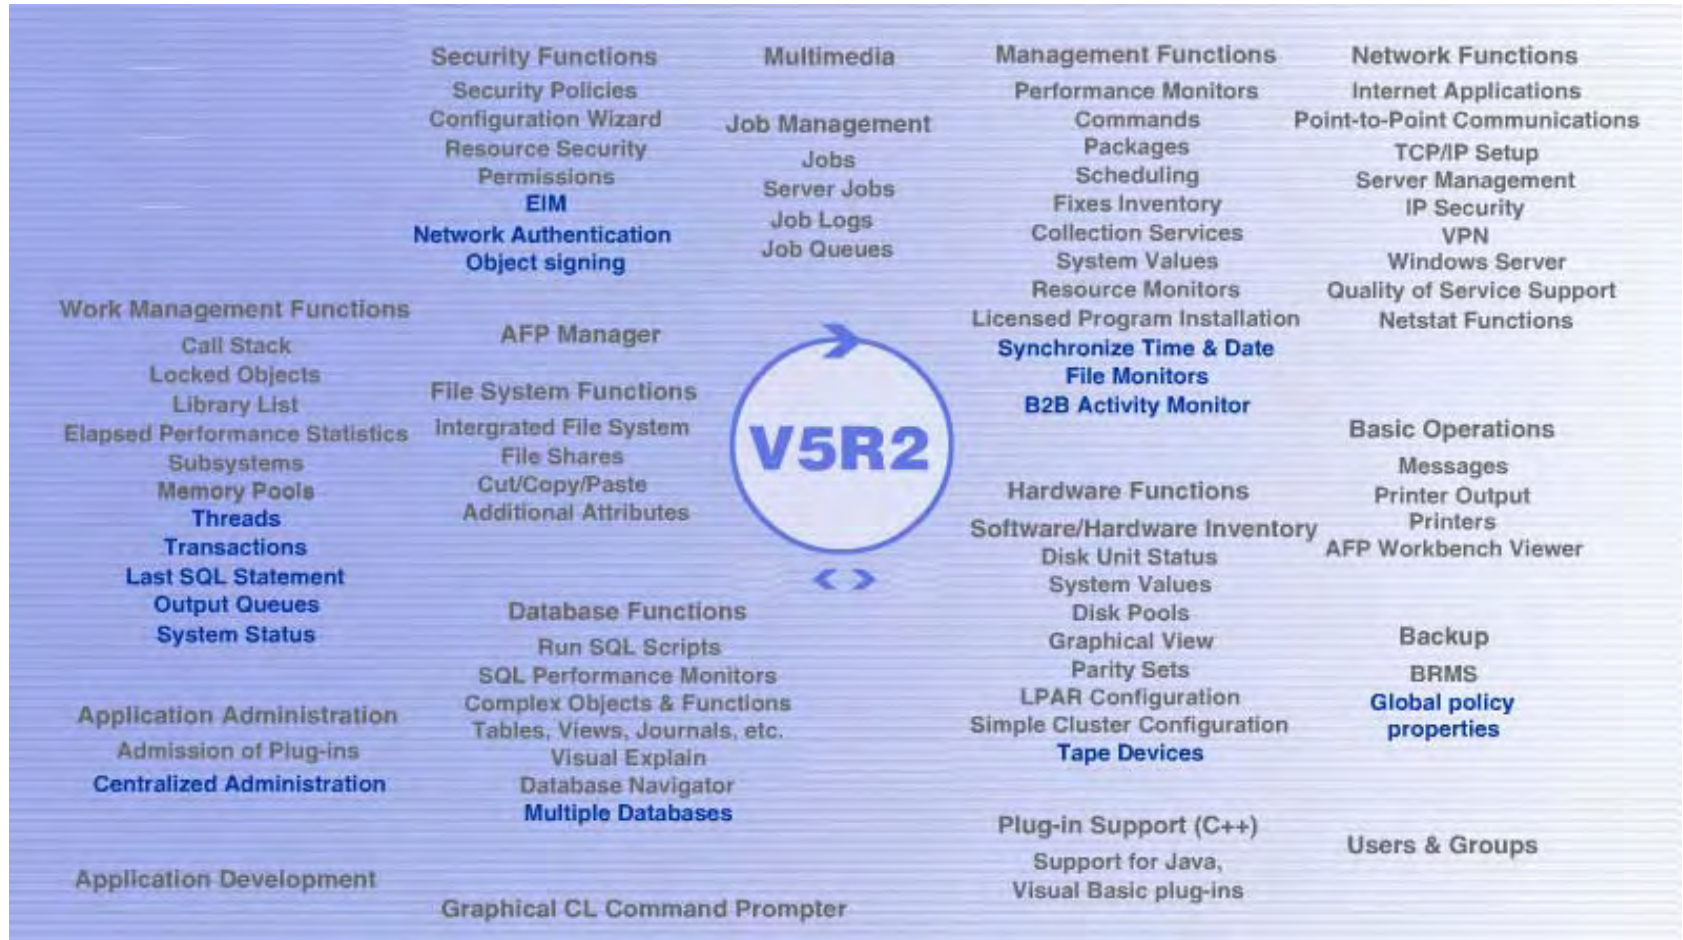 Security Functions
Security Policies
Configuration Wizard
Resource Security
Permissions
EIM
Network Authentication
Object signing
Multimedia
Job Management
Jobs
Server Jobs
Job Logs
Job Queues
Management Functions
Performance Monitors
Commands
Packages
Scheduling
Fixes Inventory
Collection Services
System Values
Resource Monitors
Licensed Program Installation
Synchronize Time & Date
File Monitors
B2B Activity Monitor
Network Functions
Internet Applications
Point-to-Point Communications
TCP/IP Setup
Server Management
IP Security
VPN
Windows Server
Quality of Service Support
Netstat Functions
Work Management Functions
Call Stack
Locked Objects
Library List
Elapsed Performance Statistics
Subsystems
Memory Pools
Threads
Transactions
Last SQL Statement
Output Queues
System Status
AFP Manager
File System Functions
Intergrated File System
File Shares
Cut/Copy/Paste
Additional Attributes
V5R2
Hardware Functions
Software/Hardware Inventory
Disk Unit Status
System Values
Disk Pools
Graphical View
Parity Sets
LPAR Configuration
Simple Cluster Configuration
Tape Devices
Basic Operations
Messages
Printer Output
Printers
AFP Workbench Viewer
Backup
BRMS
Global policy
properties
Application Administration
Admission of Plug-ins
Centralized Administration
Database Functions
Run SQL Scripts
SQL Performance Monitors
Complex Objects & Functions
Tables, Views, Journals, etc.
Visual Explain
Database Navigator
Multiple Databases
Plug-in Support (C++)
Support for Java,
Visual Basic plug-ins
Users & Groups
Application Development
Graphical CL Command Prompter